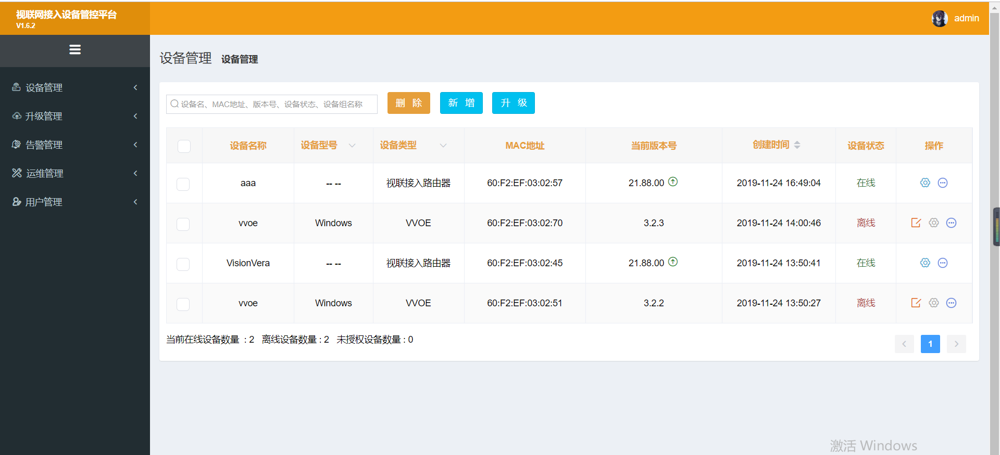 视联网接入设备管控平台
V1.6.2
admin
设备管理 设备管理
设备管理
升级管理
告警管理
运维管理
用户管理
设备名、MAC地址、版本号、设备状态、设备组名称 删 除 新 增 升 级
设备名称 设备型号 设备类型 MAC地址 当前版本号 创建时间 设备状态 操作
aaa -- -- 视联接入路由器 60:F2:EF:03:02:57 21.88.00 2019-11-24 16:49:04 在线
vvoe Windows VVOE 60:F2:EF:03:02:70 3.2.3 2019-11-24 14:00:46 离线
VisionVera -- -- 视联接入路由器 60:F2:EF:03:02:45 21.88.00 2019-11-24 13:50:41 在线
vvoe Windows VVOE 60:F2:EF:03:02:51 3.2.2 2019-11-24 13:50:27 离线
当前在线设备数量 : 2 离线设备数量 : 2 未授权设备数量 : 0
1
激活 Windows